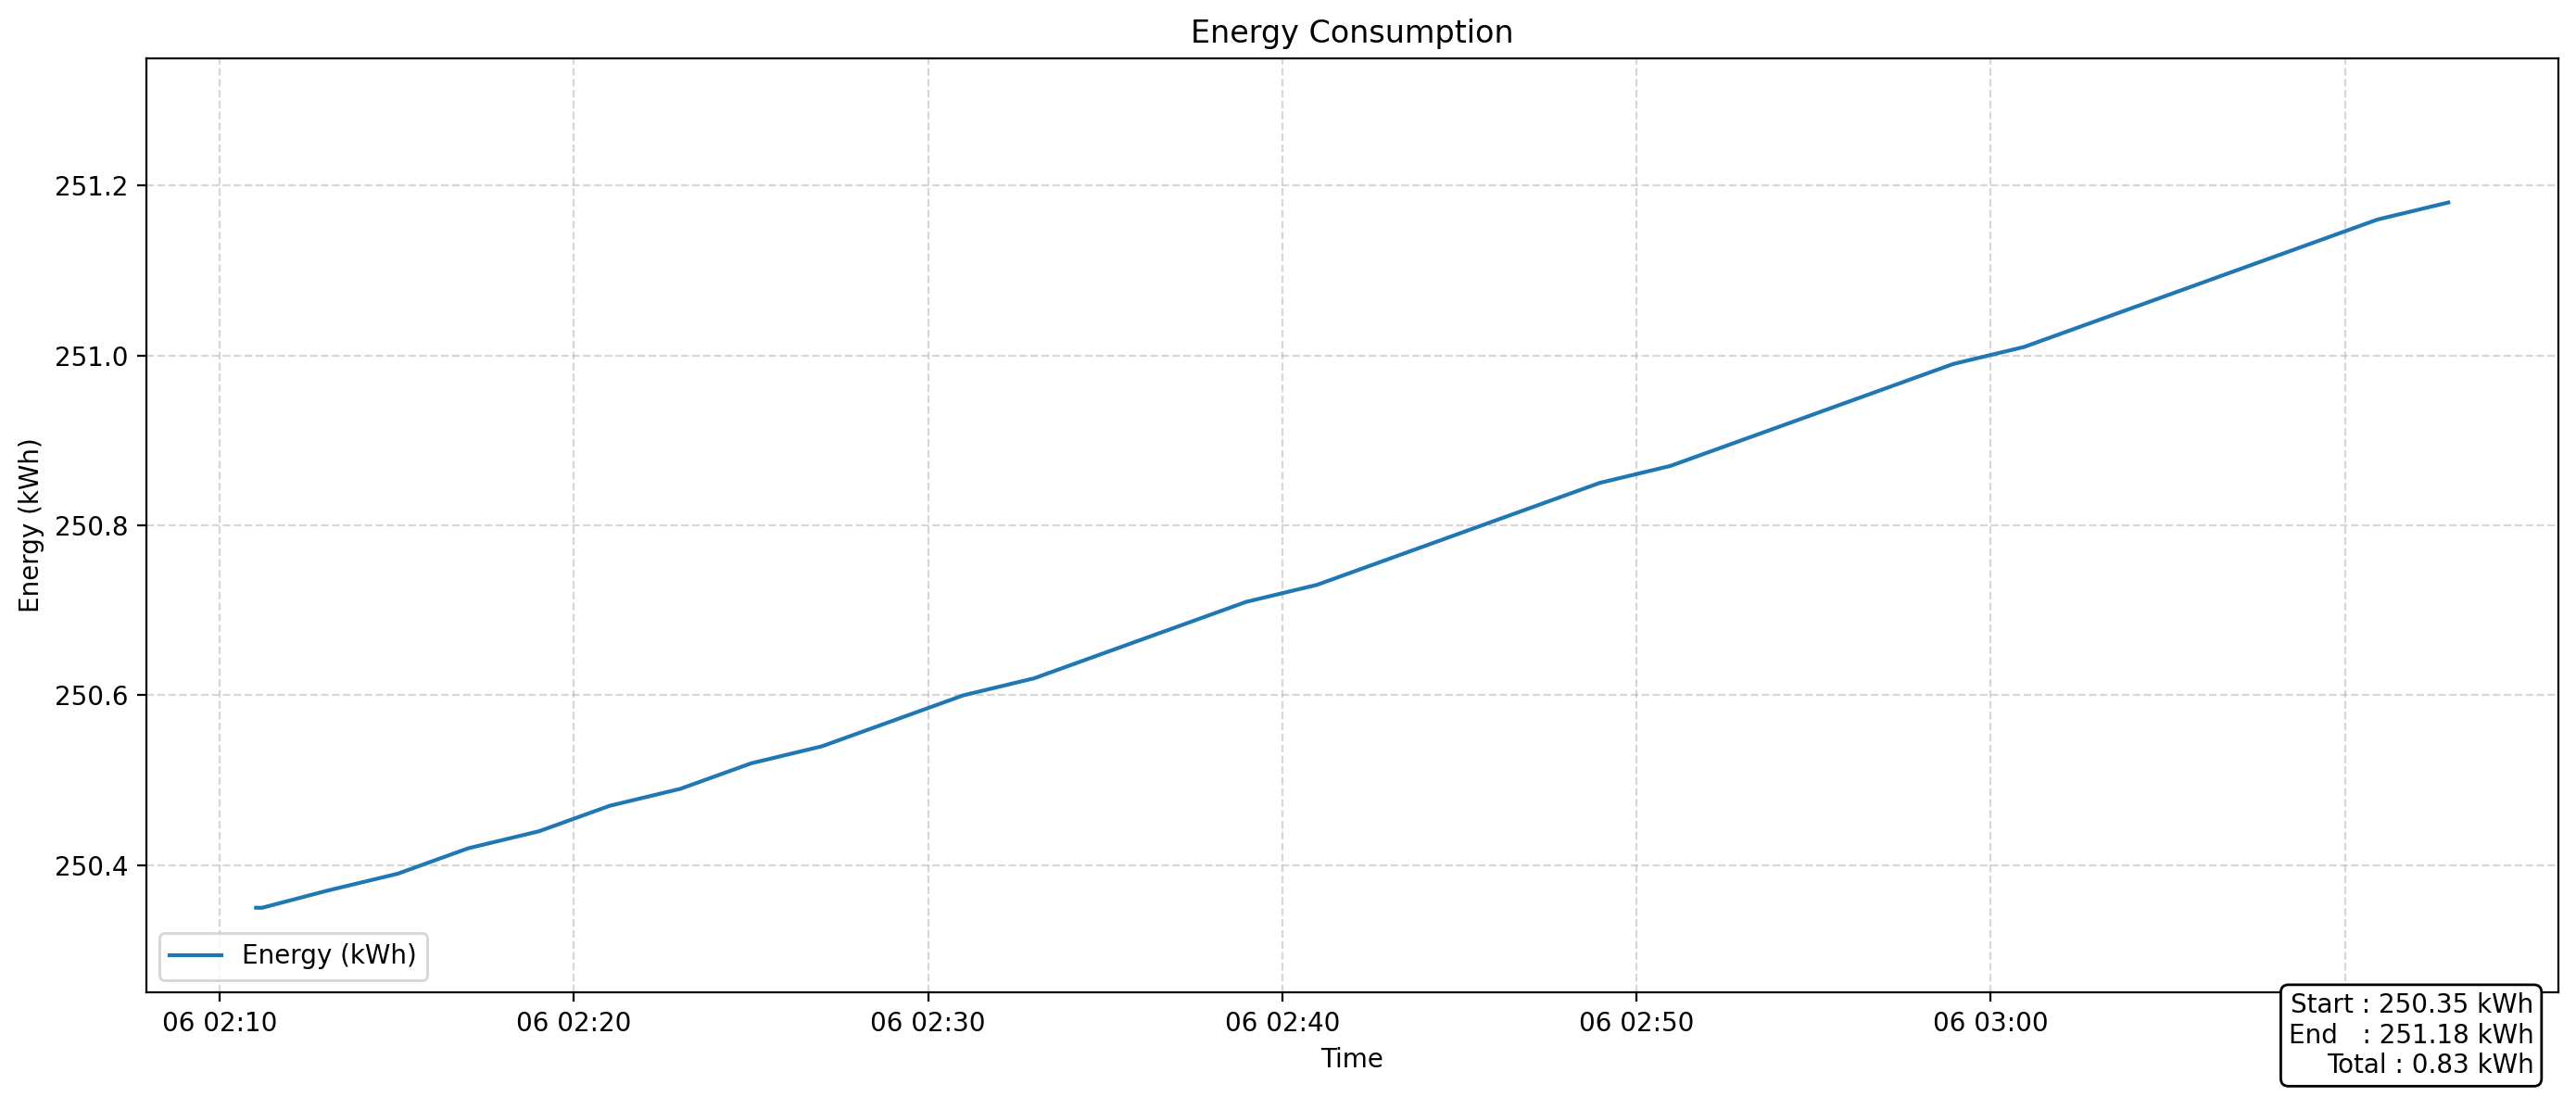 Energy Consumption
251.2
251.0
250.8
250.6
250.4
Energy (kWh)
Energy (kWh)
06 02:10 06 02:20 06 02:30 06 02:40 06 02:50 06 03:00
Time
Start : 250.35 kWh
End   : 251.18 kWh
Total : 0.83 kWh